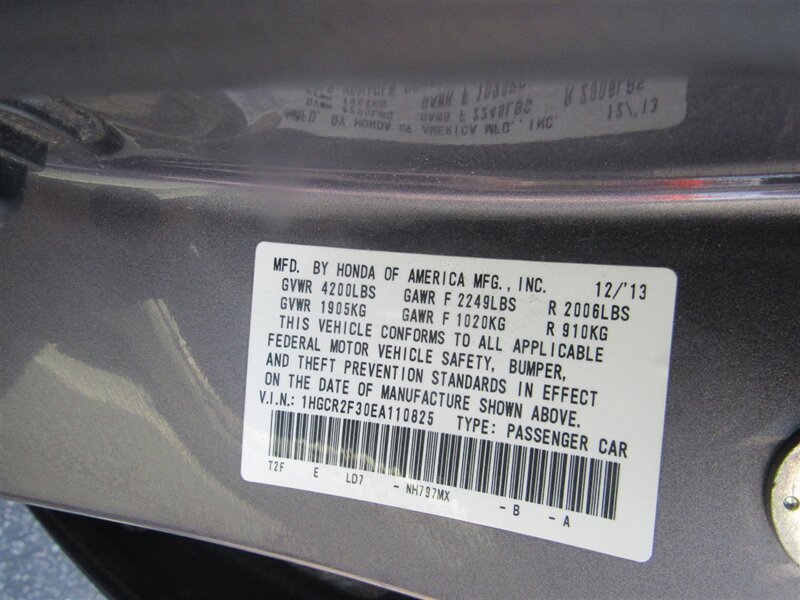 MFD. BY HONDA OF AMERICA MFG., INC. 12/'13
GVWR 4200LBS GAWR F 2249LBS R 2006LBS
GVWR 1905KG GAWR F 1020KG R 910KG
THIS VEHICLE CONFORMS TO ALL APPLICABLE
FEDERAL MOTOR VEHICLE SAFETY, BUMPER,
AND THEFT PREVENTION STANDARDS IN EFFECT
ON THE DATE OF MANUFACTURE SHOWN ABOVE.
V.I.N.: 1HGCR2F30EA110825 TYPE: PASSENGER CAR
T2F E LD7 - NH797MX - B - A